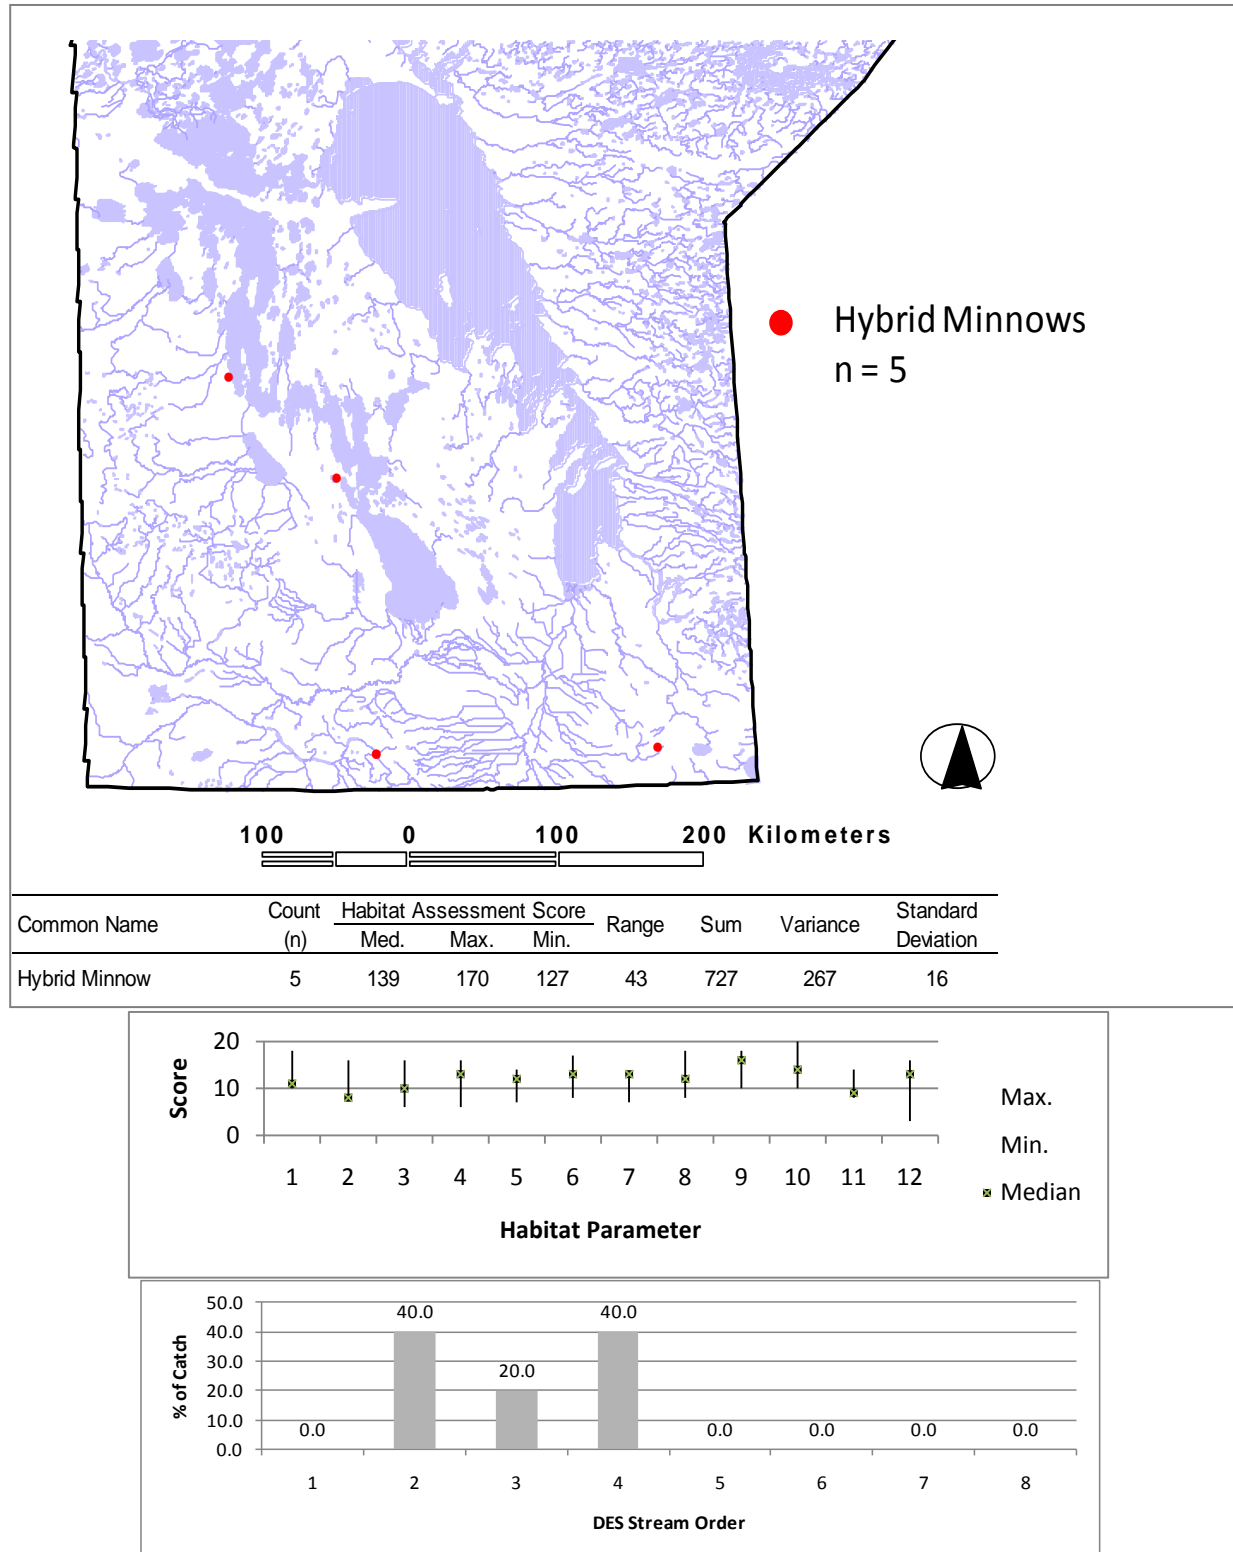 Hybrid Minnows
n = 5
100 0 100 200 Kilometers
Common Name Count (n) Habitat Assessment Score Range Sum Variance Standard Deviation
Med. Max. Min.
Hybrid Minnow 5 139 170 127 43 727 267 16
20
10
0
Score
1 2 3 4 5 6 7 8 9 10 11 12
Habitat Parameter
Max.
Min.
Median
50.0
40.0
30.0
20.0
10.0
0.0
% of Catch
0.0 40.0 20.0 40.0 0.0 0.0 0.0 0.0
1 2 3 4 5 6 7 8
DES Stream Order